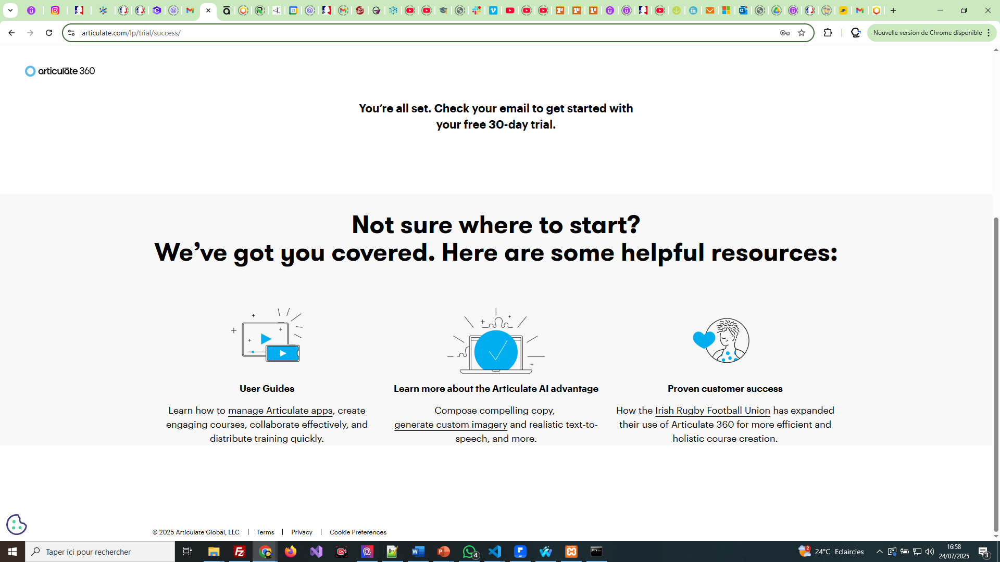 articulate.com/lp/trial/success/
Nouvelle version de Chrome disponible
articulate 360
You're all set. Check your email to get started with
your free 30-day trial.
Not sure where to start?
We've got you covered. Here are some helpful resources:
User Guides
Learn how to manage Articulate apps, create
engaging courses, collaborate effectively, and
distribute training quickly.
Learn more about the Articulate AI advantage
Compose compelling copy,
generate custom imagery and realistic text-to-
speech, and more.
Proven customer success
How the Irish Rugby Football Union has expanded
their use of Articulate 360 for more efficient and
holistic course creation.
© 2025 Articulate Global, LLC | Terms | Privacy | Cookie Preferences
Taper ici pour rechercher
4
2
24°C Eclaircies
16:58
24/07/2025
3